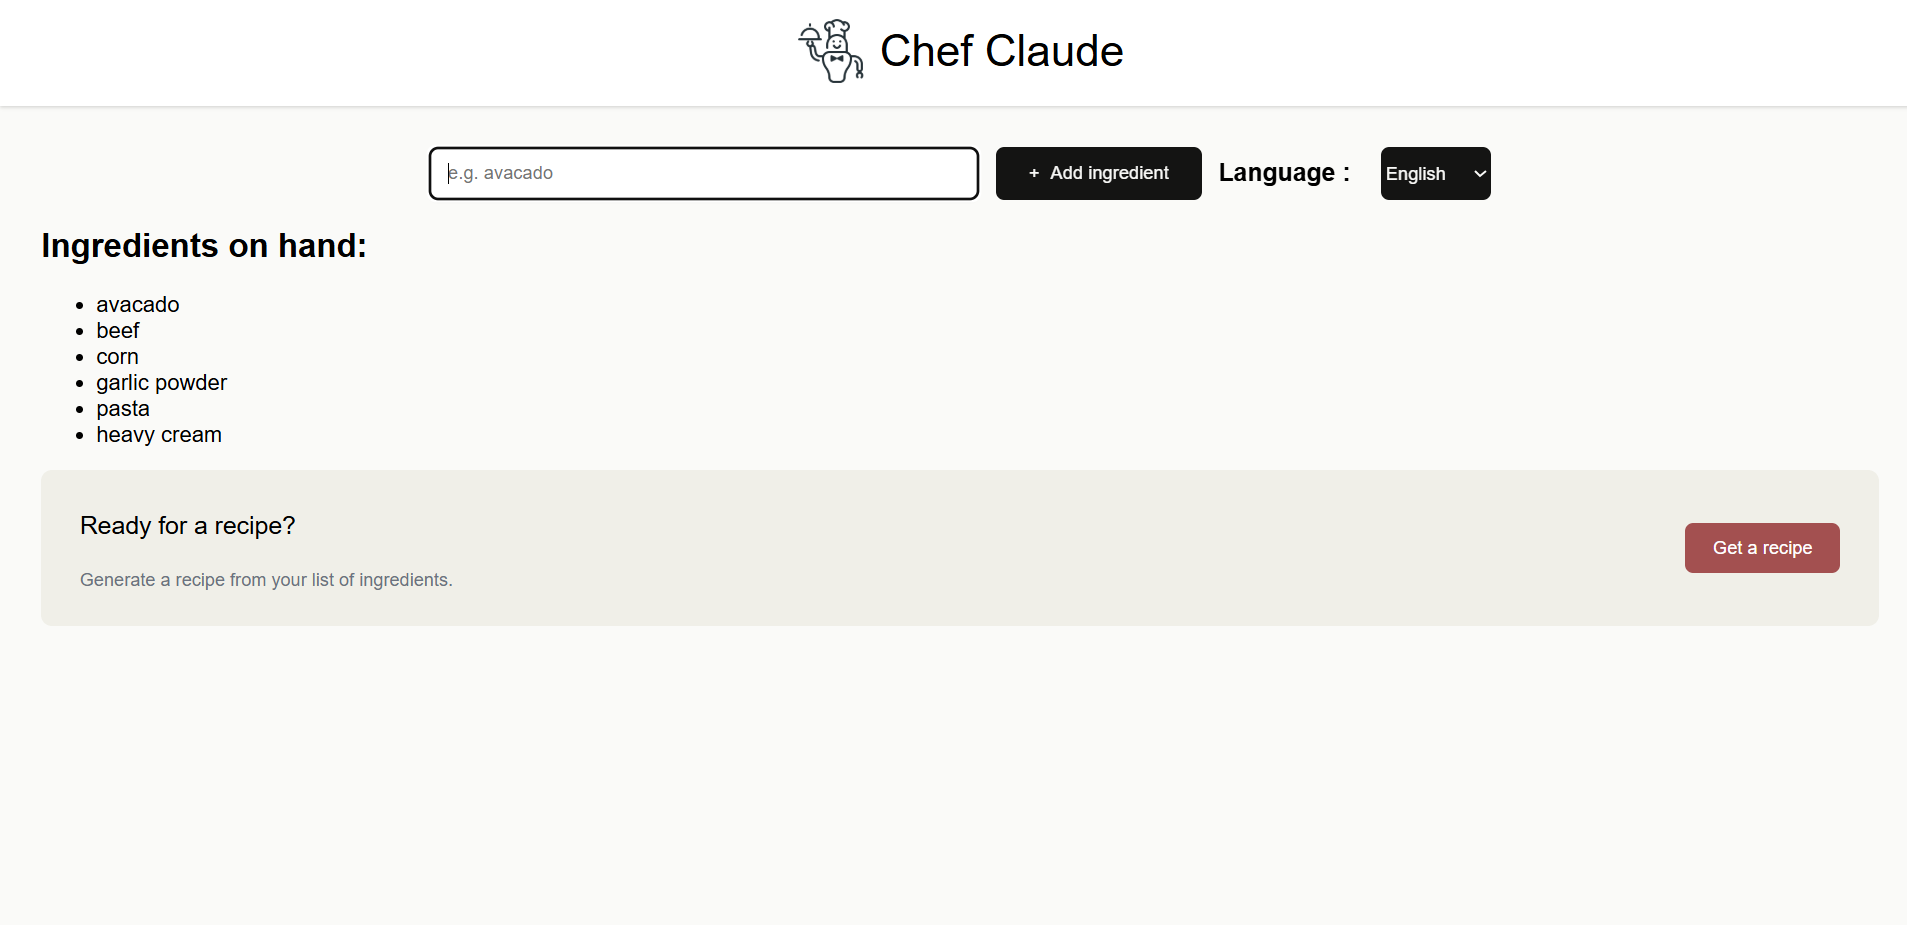 Chef Claude
e.g. avacado
+ Add ingredient
Language :
English
Ingredients on hand:
avacado
beef
corn
garlic powder
pasta
heavy cream
Ready for a recipe?
Generate a recipe from your list of ingredients.
Get a recipe